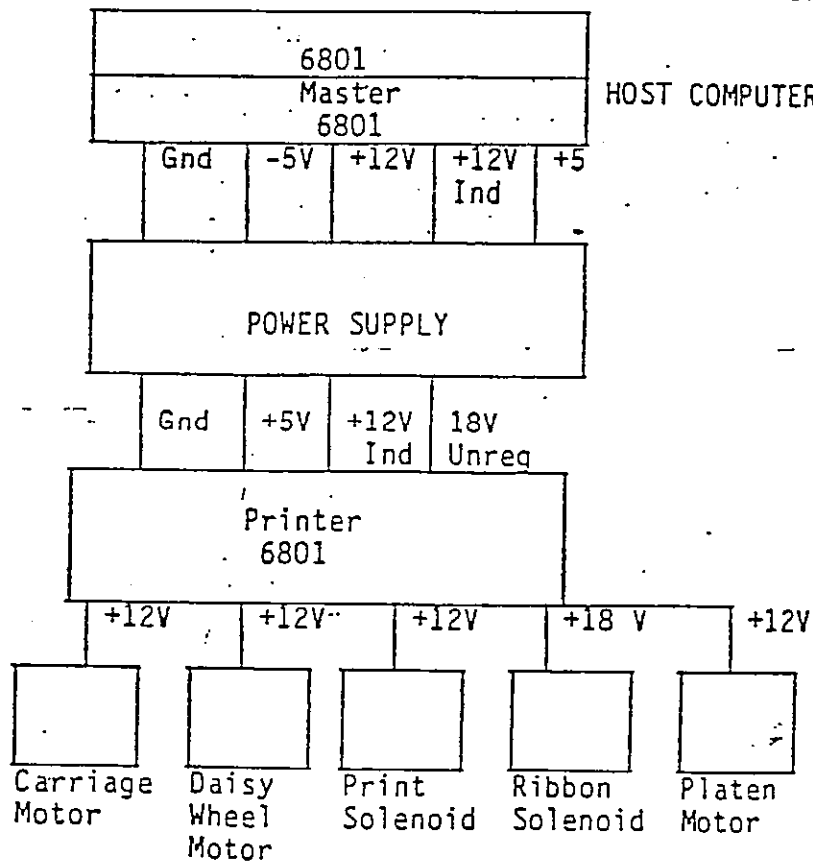 6801
Master
6801
HOST COMPUTER
Gnd -5V +12V +12V Ind +5
POWER SUPPLY
Gnd +5V +12V Ind 18V Unreg
Printer
6801
+12V +12V +12V +18 V +12V
Carriage Motor
Daisy Wheel Motor
Print Solenoid
Ribbon Solenoid
Platen Motor